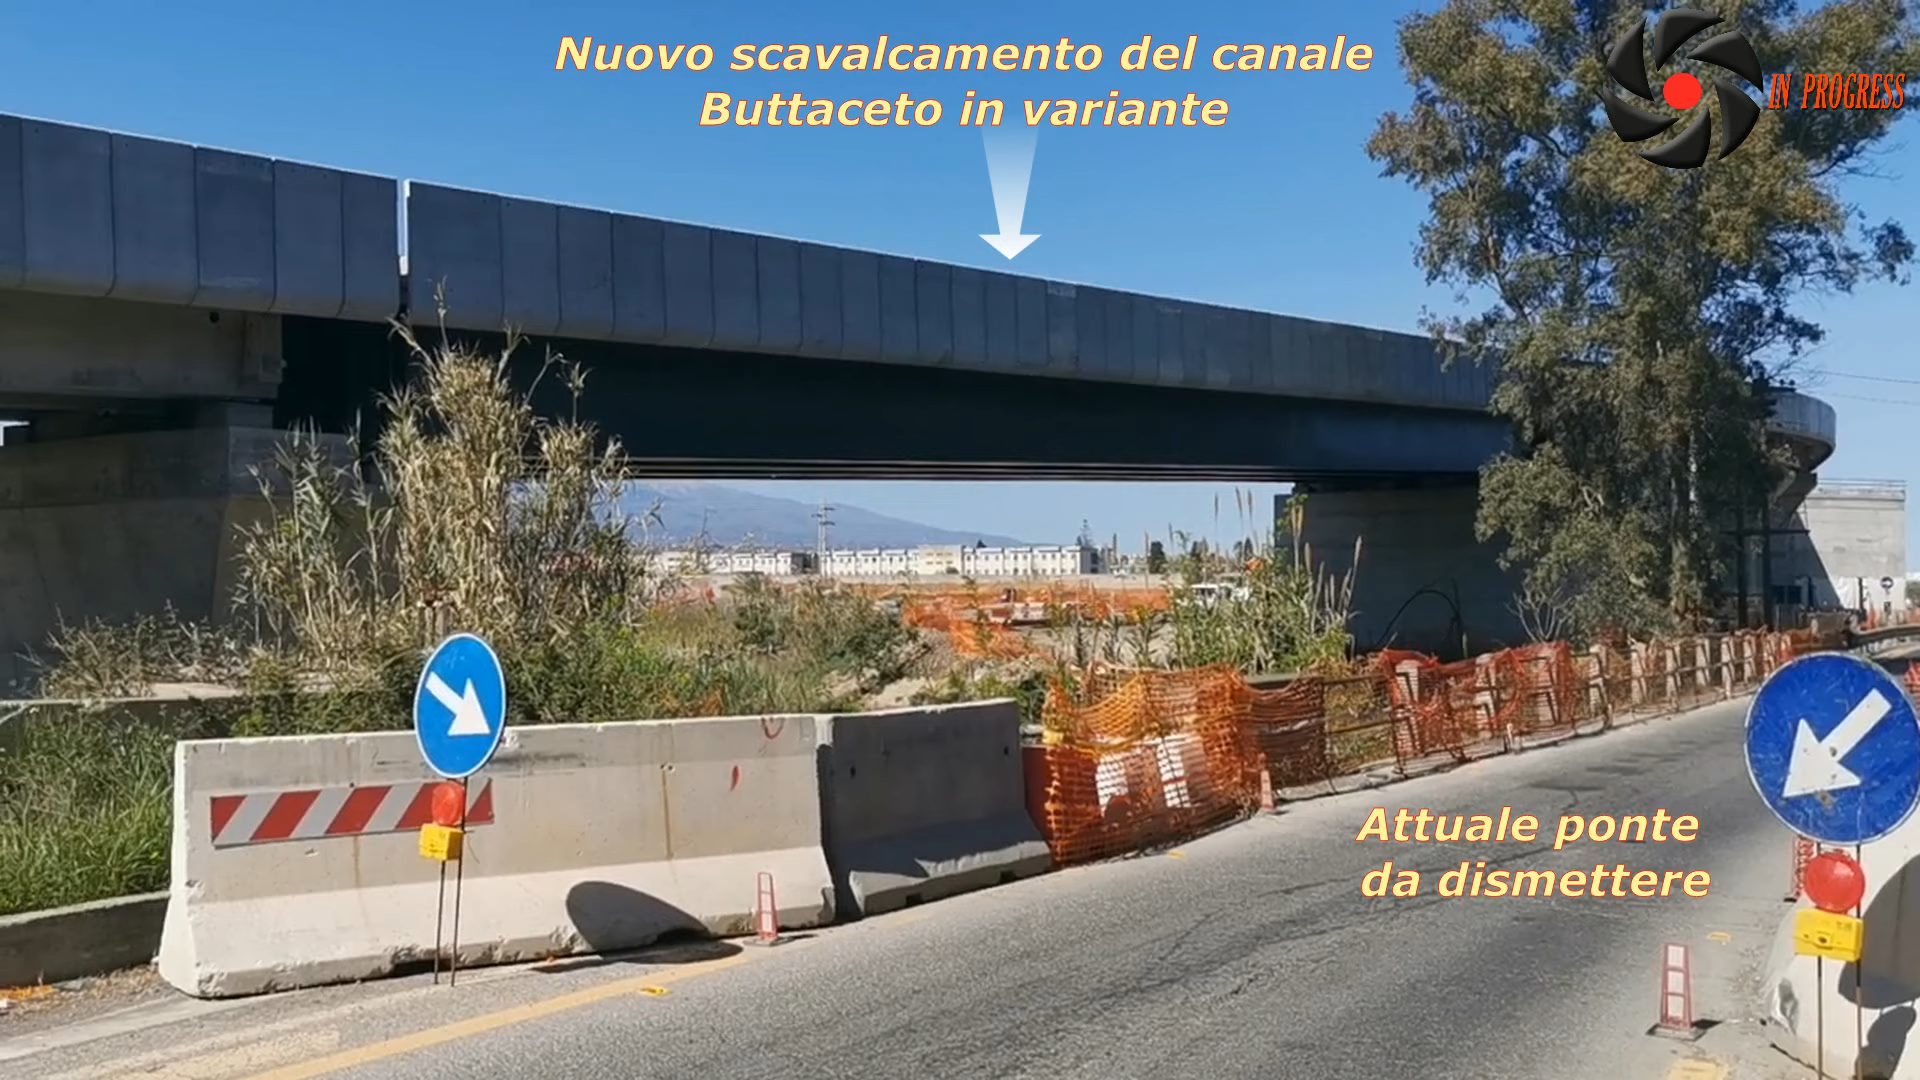 Nuovo scavalcamento del canale
Buttaceto in variante
IN PROGRESS
Attuale ponte
da dismettere